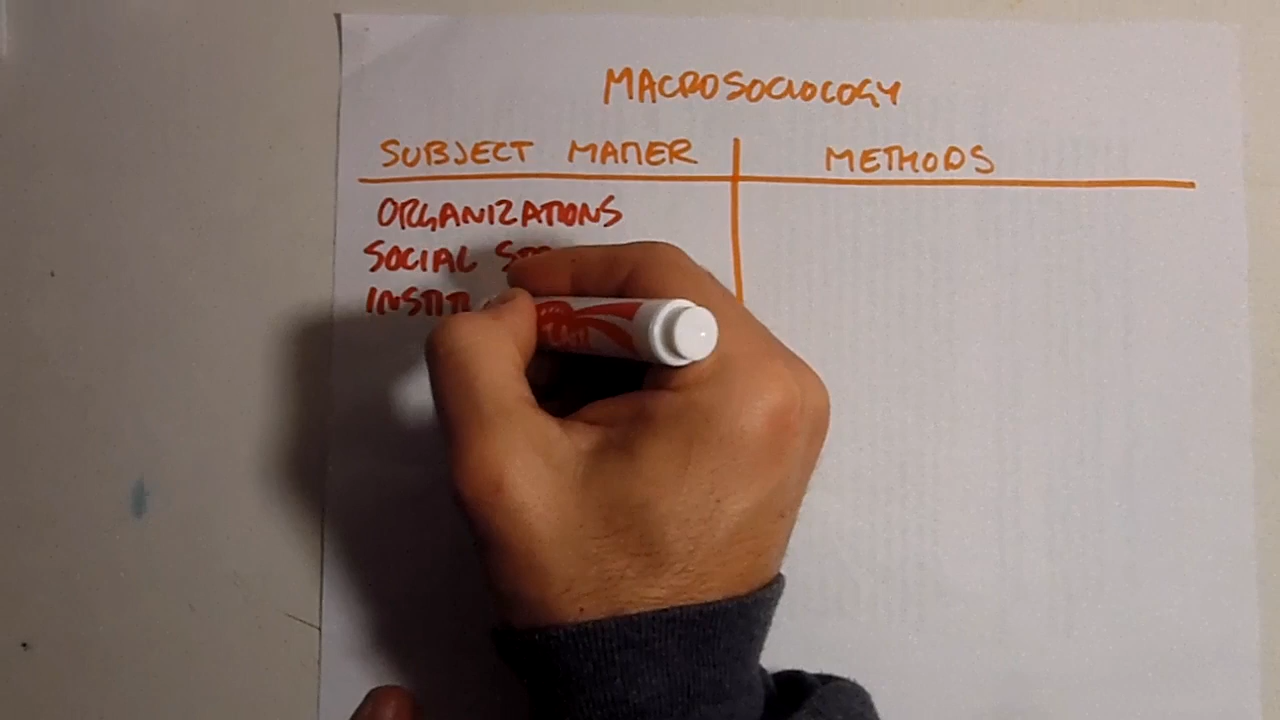 MACROSOCIOLOGY
SUBJECT MATTER METHODS
ORGANIZATIONS
SOCIAL